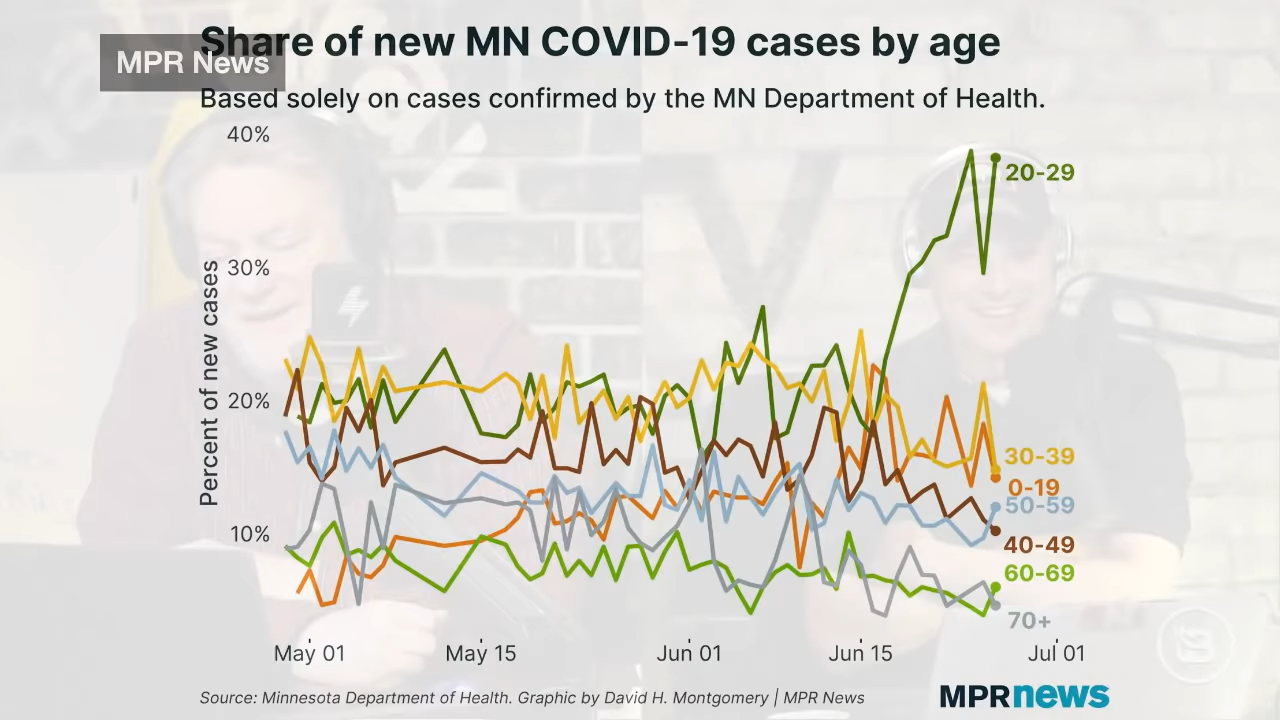 Share of new MN COVID-19 cases by age
MPR News
Based solely on cases confirmed by the MN Department of Health.
40%
30%
20%
10%
Percent of new cases
20-29
30-39
0-19
50-59
40-49
60-69
70+
May 01
May 15
Jun 01
Jun 15
Jul 01
Source: Minnesota Department of Health. Graphic by David H. Montgomery | MPR News
MPRnews